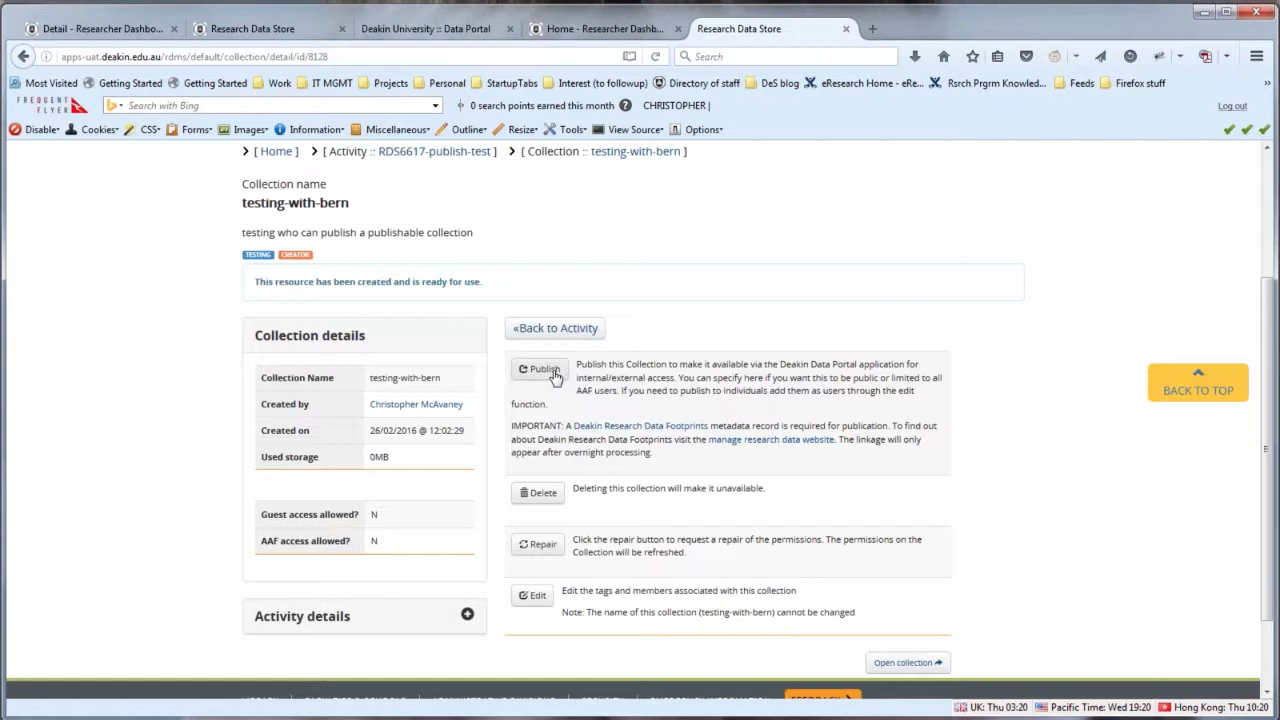 Detail - Researcher Dashbo...
Research Data Store
Deakin University :: Data Portal
Home - Researcher Dashb...
Research Data Store
apps-uat.deakin.edu.au/rdms/default/collection/detail/id/8128
Search
Most Visited
Getting Started
Getting Started
Work
IT MGMT
Projects
Personal
StartupTabs
Interest (to followup)
Directory of staff
DeS blog
eResearch Home - eRe...
Rsrch Prgrm Knowled...
Feeds
Firefox stuff
FREQUENT
FLYER
Search with Bing
0 search points earned this month
CHRISTOPHER |
Log out
Disable
Cookies
CSS
Forms
Images
Information
Miscellaneous
Outline
Resize
Tools
View Source
Options
[ Home ] [ Activity :: RDS6617-publish-test ] [ Collection :: testing-with-bern ]
Collection name
testing-with-bern
testing who can publish a publishable collection
TESTING CREATOR
This resource has been created and is ready for use.
Collection details
Collection Name testing-with-bern
Created by Christopher McAvaney
Created on 26/02/2016 @ 12:02:29
Used storage 0MB
Guest access allowed? N
AAF access allowed? N
Activity details
«Back to Activity
Publish
Publish this Collection to make it available via the Deakin Data Portal application for
internal/external access. You can specify here if you want this to be public or limited to all
AAF users. If you need to publish to individuals add them as users through the edit
function.
IMPORTANT: A Deakin Research Data Footprints metadata record is required for publication. To find out
about Deakin Research Data Footprints visit the manage research data website. The linkage will only
appear after overnight processing.
Delete
Deleting this collection will make it unavailable.
Repair
Click the repair button to request a repair of the permissions. The permissions on the
Collection will be refreshed.
Edit
Edit the tags and members associated with this collection
Note: The name of this collection (testing-with-bern) cannot be changed
Open collection
BACK TO TOP
UK: Thu 03:20
Pacific Time: Wed 19:20
Hong Kong: Thu 10:20